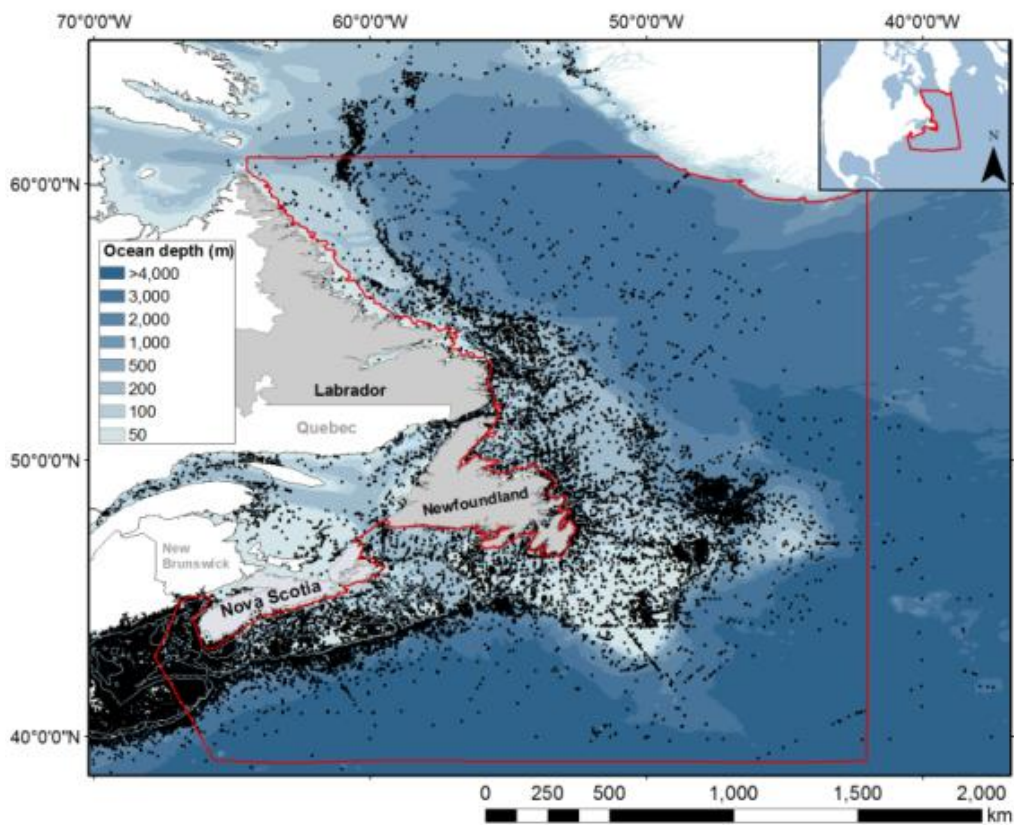 70°0'0"W 60°0'0"W 50°0'0"W 40°0'0"W
N
60°0'0"N
Ocean depth (m)
>4,000
3,000
2,000
1,000
500
200
100
50
Labrador
Quebec
50°0'0"N
Newfoundland
New
Brunswick
Nova Scotia
40°0'0"N
0 250 500 1,000 1,500 2,000
km